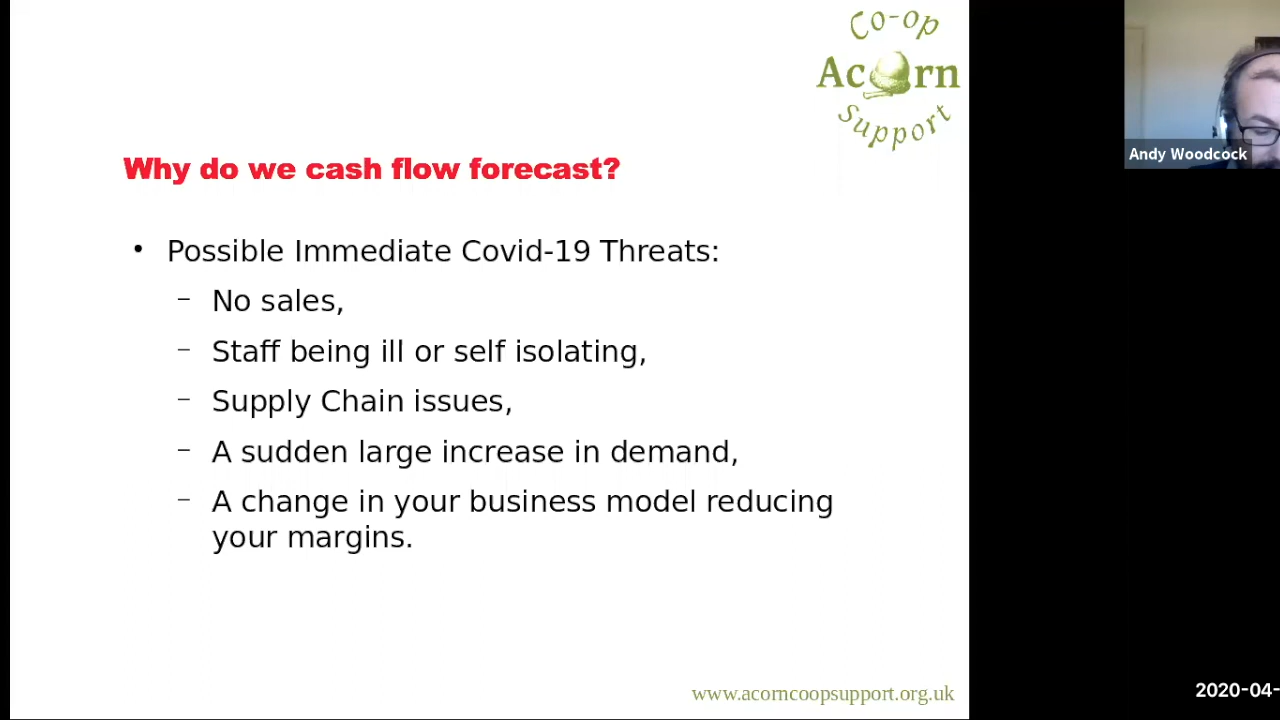 Co-op
Acorn
Support
Andy Woodcock
Why do we cash flow forecast?
• Possible Immediate Covid-19 Threats:
– No sales,
– Staff being ill or self isolating,
– Supply Chain issues,
– A sudden large increase in demand,
– A change in your business model reducing
your margins.
www.acorncoopsupport.org.uk
2020-04-